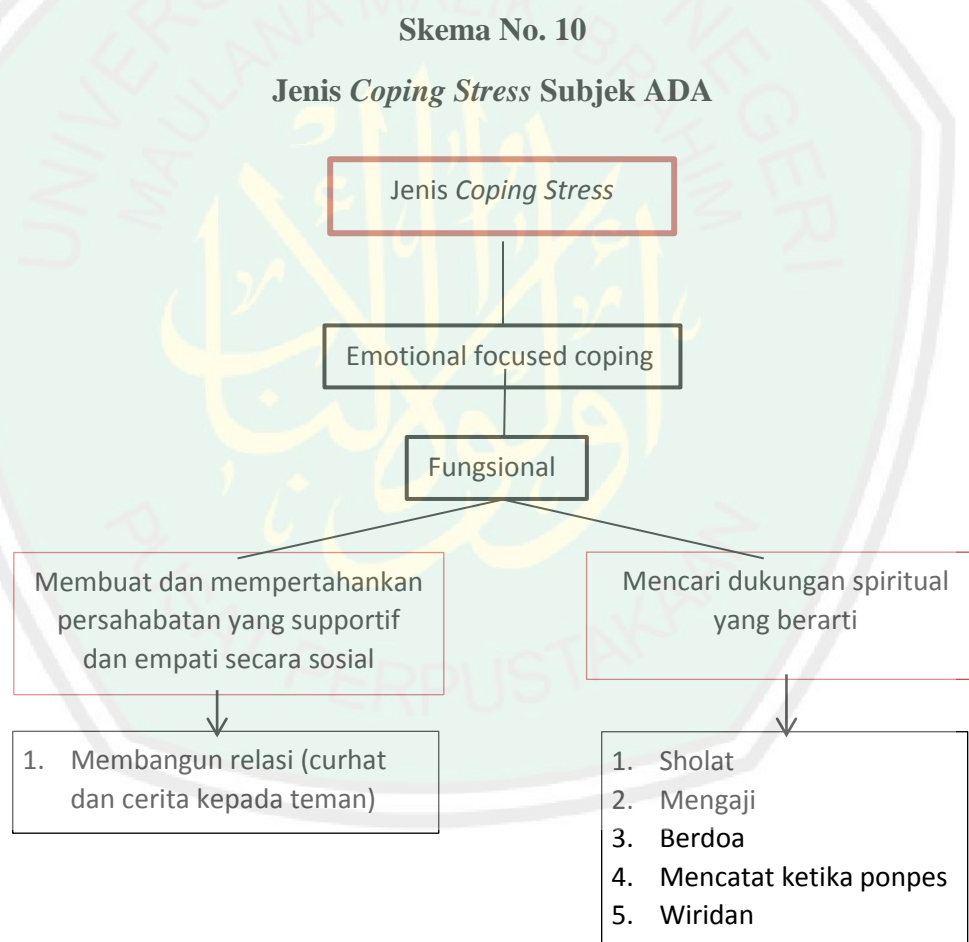 Skema No. 10
Jenis Coping Stress Subjek ADA
Jenis Coping Stress
Emotional focused coping
Fungsional
Membuat dan mempertahankan
persahabatan yang supportif
dan empati secara sosial
Mencari dukungan spiritual
yang berarti
1. Membangun relasi (curhat
dan cerita kepada teman)
1. Sholat
2. Mengaji
3. Berdoa
4. Mencatat ketika ponpes
5. Wiridan